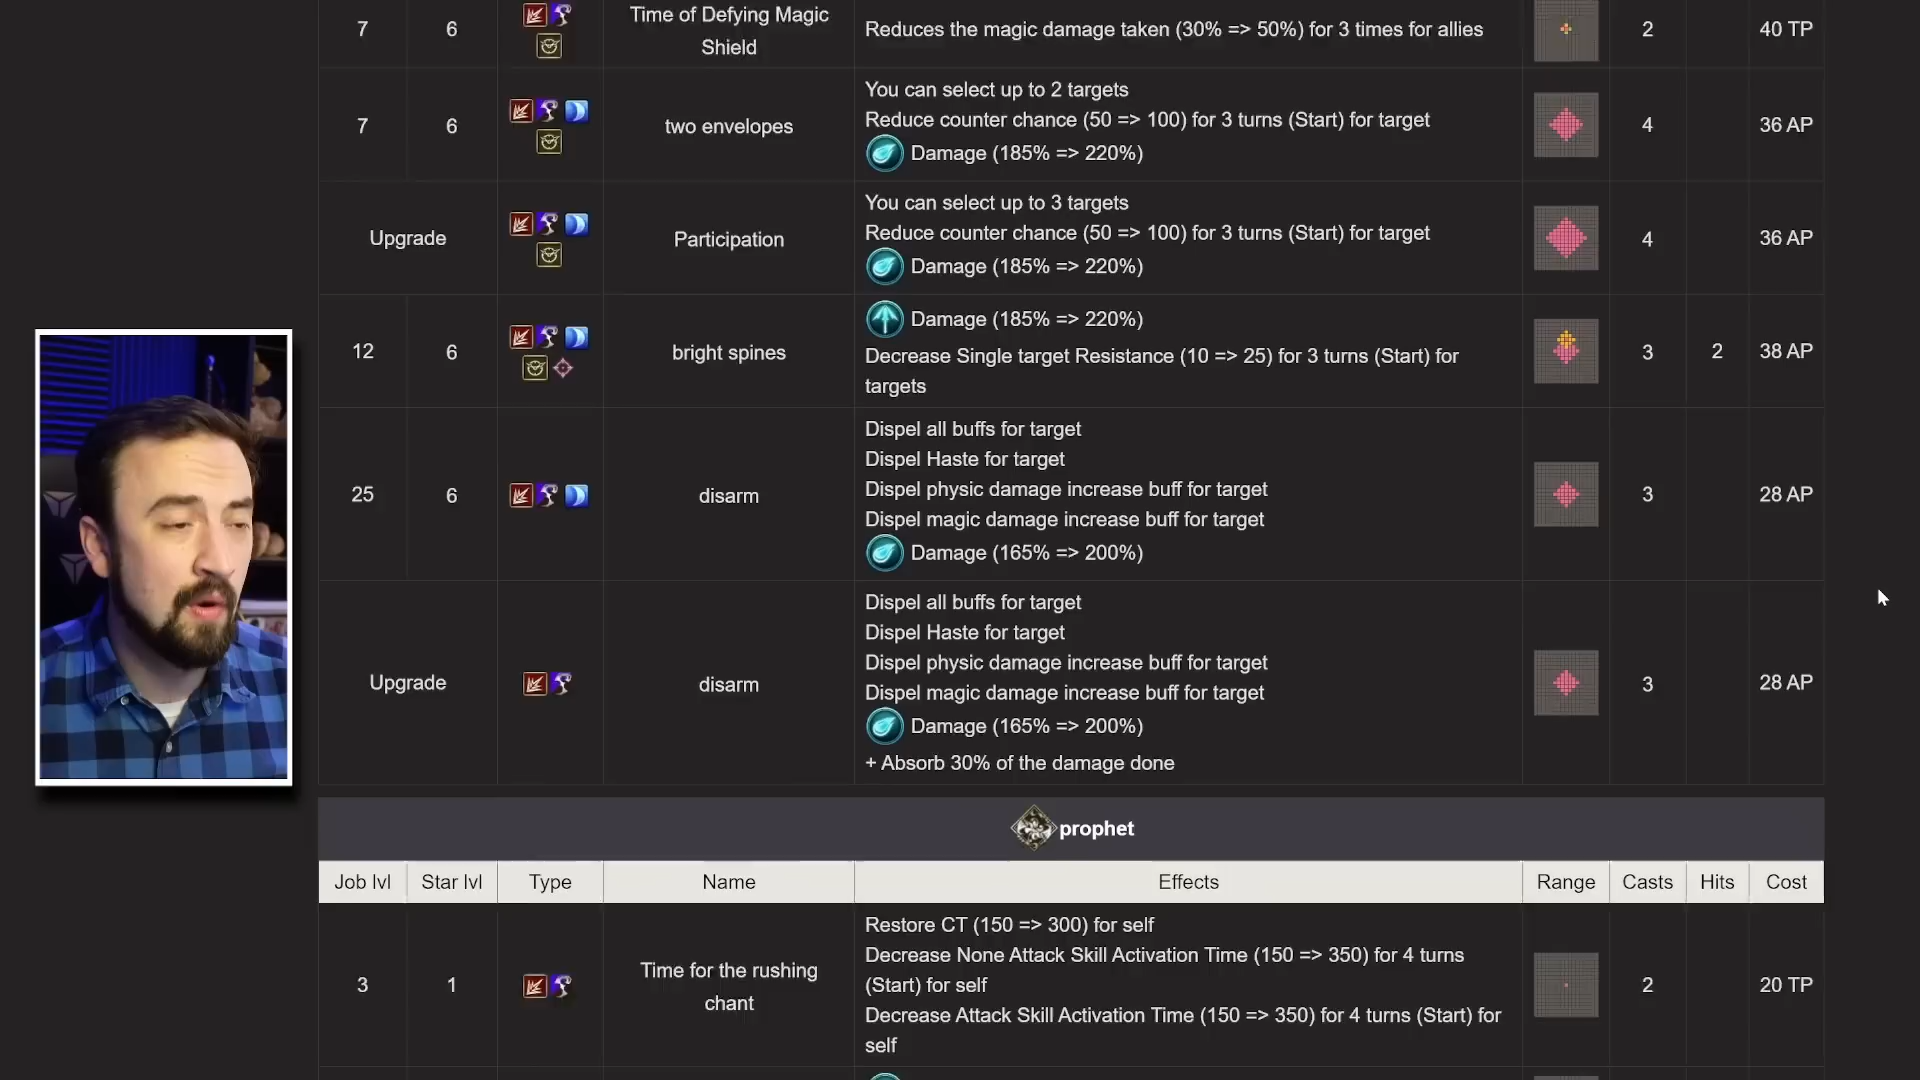 7 6 Time of Defying Magic
Shield
Reduces the magic damage taken (30% => 50%) for 3 times for allies 2 40 TP
7 6 two envelopes
You can select up to 2 targets
Reduce counter chance (50 => 100) for 3 turns (Start) for target
Damage (185% => 220%)
4 36 AP
Upgrade Participation
You can select up to 3 targets
Reduce counter chance (50 => 100) for 3 turns (Start) for target
Damage (185% => 220%)
4 36 AP
12 6 bright spines
Damage (185% => 220%)
Decrease Single target Resistance (10 => 25) for 3 turns (Start) for
targets
3 2 38 AP
25 6 disarm
Dispel all buffs for target
Dispel Haste for target
Dispel physic damage increase buff for target
Dispel magic damage increase buff for target
Damage (165% => 200%)
3 28 AP
Upgrade disarm
Dispel all buffs for target
Dispel Haste for target
Dispel physic damage increase buff for target
Dispel magic damage increase buff for target
Damage (165% => 200%)
+ Absorb 30% of the damage done
3 28 AP
prophet
Job lvl Star lvl Type Name Effects Range Casts Hits Cost
3 1 Time for the rushing
chant
Restore CT (150 => 300) for self
Decrease None Attack Skill Activation Time (150 => 350) for 4 turns
(Start) for self
Decrease Attack Skill Activation Time (150 => 350) for 4 turns (Start) for
self
2 20 TP